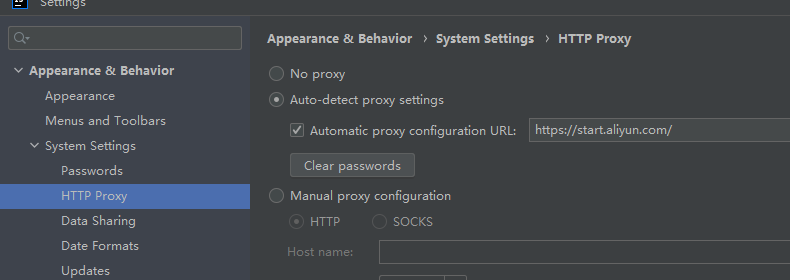 Settings
Appearance & Behavior
Appearance
Menus and Toolbars
System Settings
Passwords
HTTP Proxy
Data Sharing
Date Formats
Updates
Appearance & Behavior › System Settings › HTTP Proxy
No proxy
Auto-detect proxy settings
Automatic proxy configuration URL: https://start.aliyun.com/
Clear passwords
Manual proxy configuration
HTTP SOCKS
Host name: